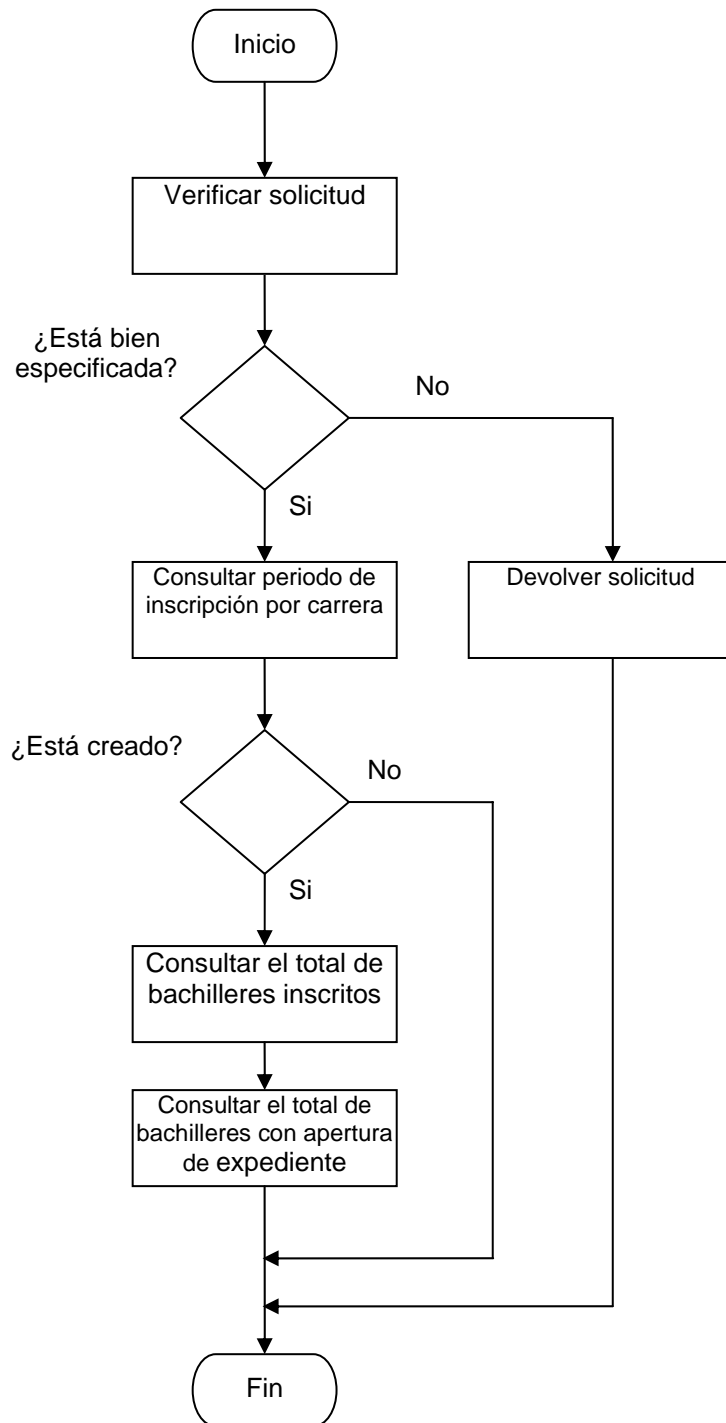 Inicio
Verificar solicitud
¿Está bien
especificada?
No
Si
Consultar periodo de
inscripción por carrera
Devolver solicitud
¿Está creado?
No
Si
Consultar el total de
bachilleres inscritos
Consultar el total de
bachilleres con apertura
de expediente
Fin